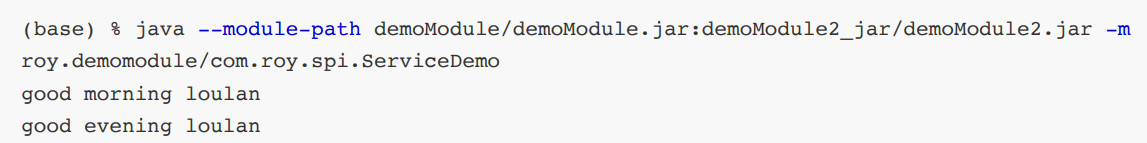 (base) % java --module-path demoModule/demoModule.jar:demoModule2_jar/demoModule2.jar -m
roy.demomodule/com.roy.spi.ServiceDemo
good morning loulan
good evening loulan